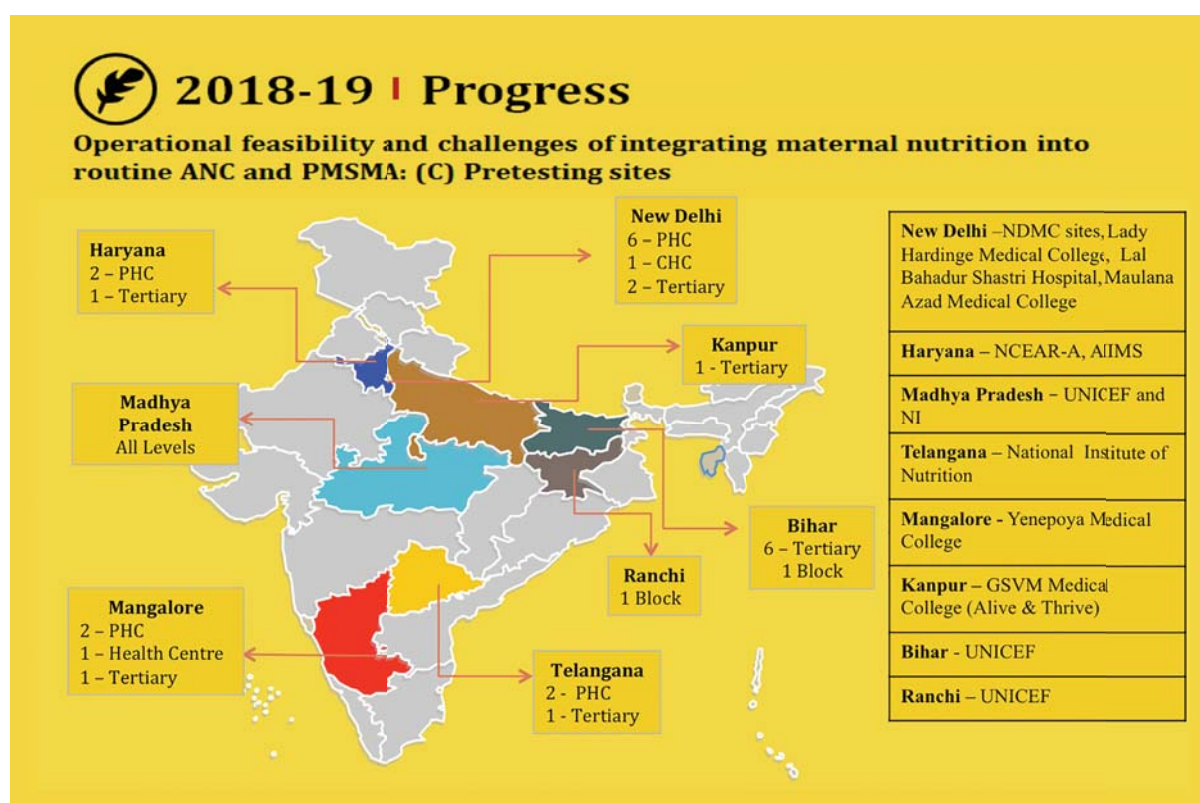 2018-19 I Progress
Operational feasibility and challenges of integrating maternal nutrition into
routine ANC and PMSMA: (C) Pretesting sites
Haryana
2 – PHC
1 – Tertiary
New Delhi
6 – PHC
1 – CHC
2 – Tertiary
Kanpur
1 - Tertiary
Madhya
Pradesh
All Levels
Bihar
6 – Tertiary
1 Block
Ranchi
1 Block
Mangalore
2 – PHC
1 – Health Centre
1 – Tertiary
Telangana
2 - PHC
1 - Tertiary
New Delhi –NDMC sites, Lady
Hardinge Medical College, Lal
Bahadur Shastri Hospital, Maulana
Azad Medical College
Haryana – NCEAR-A, AIIMS
Madhya Pradesh – UNICEF and
NI
Telangana – National Institute of
Nutrition
Mangalore - Yenepoya Medical
College
Kanpur – GSVM Medical
College (Alive & Thrive)
Bihar - UNICEF
Ranchi – UNICEF